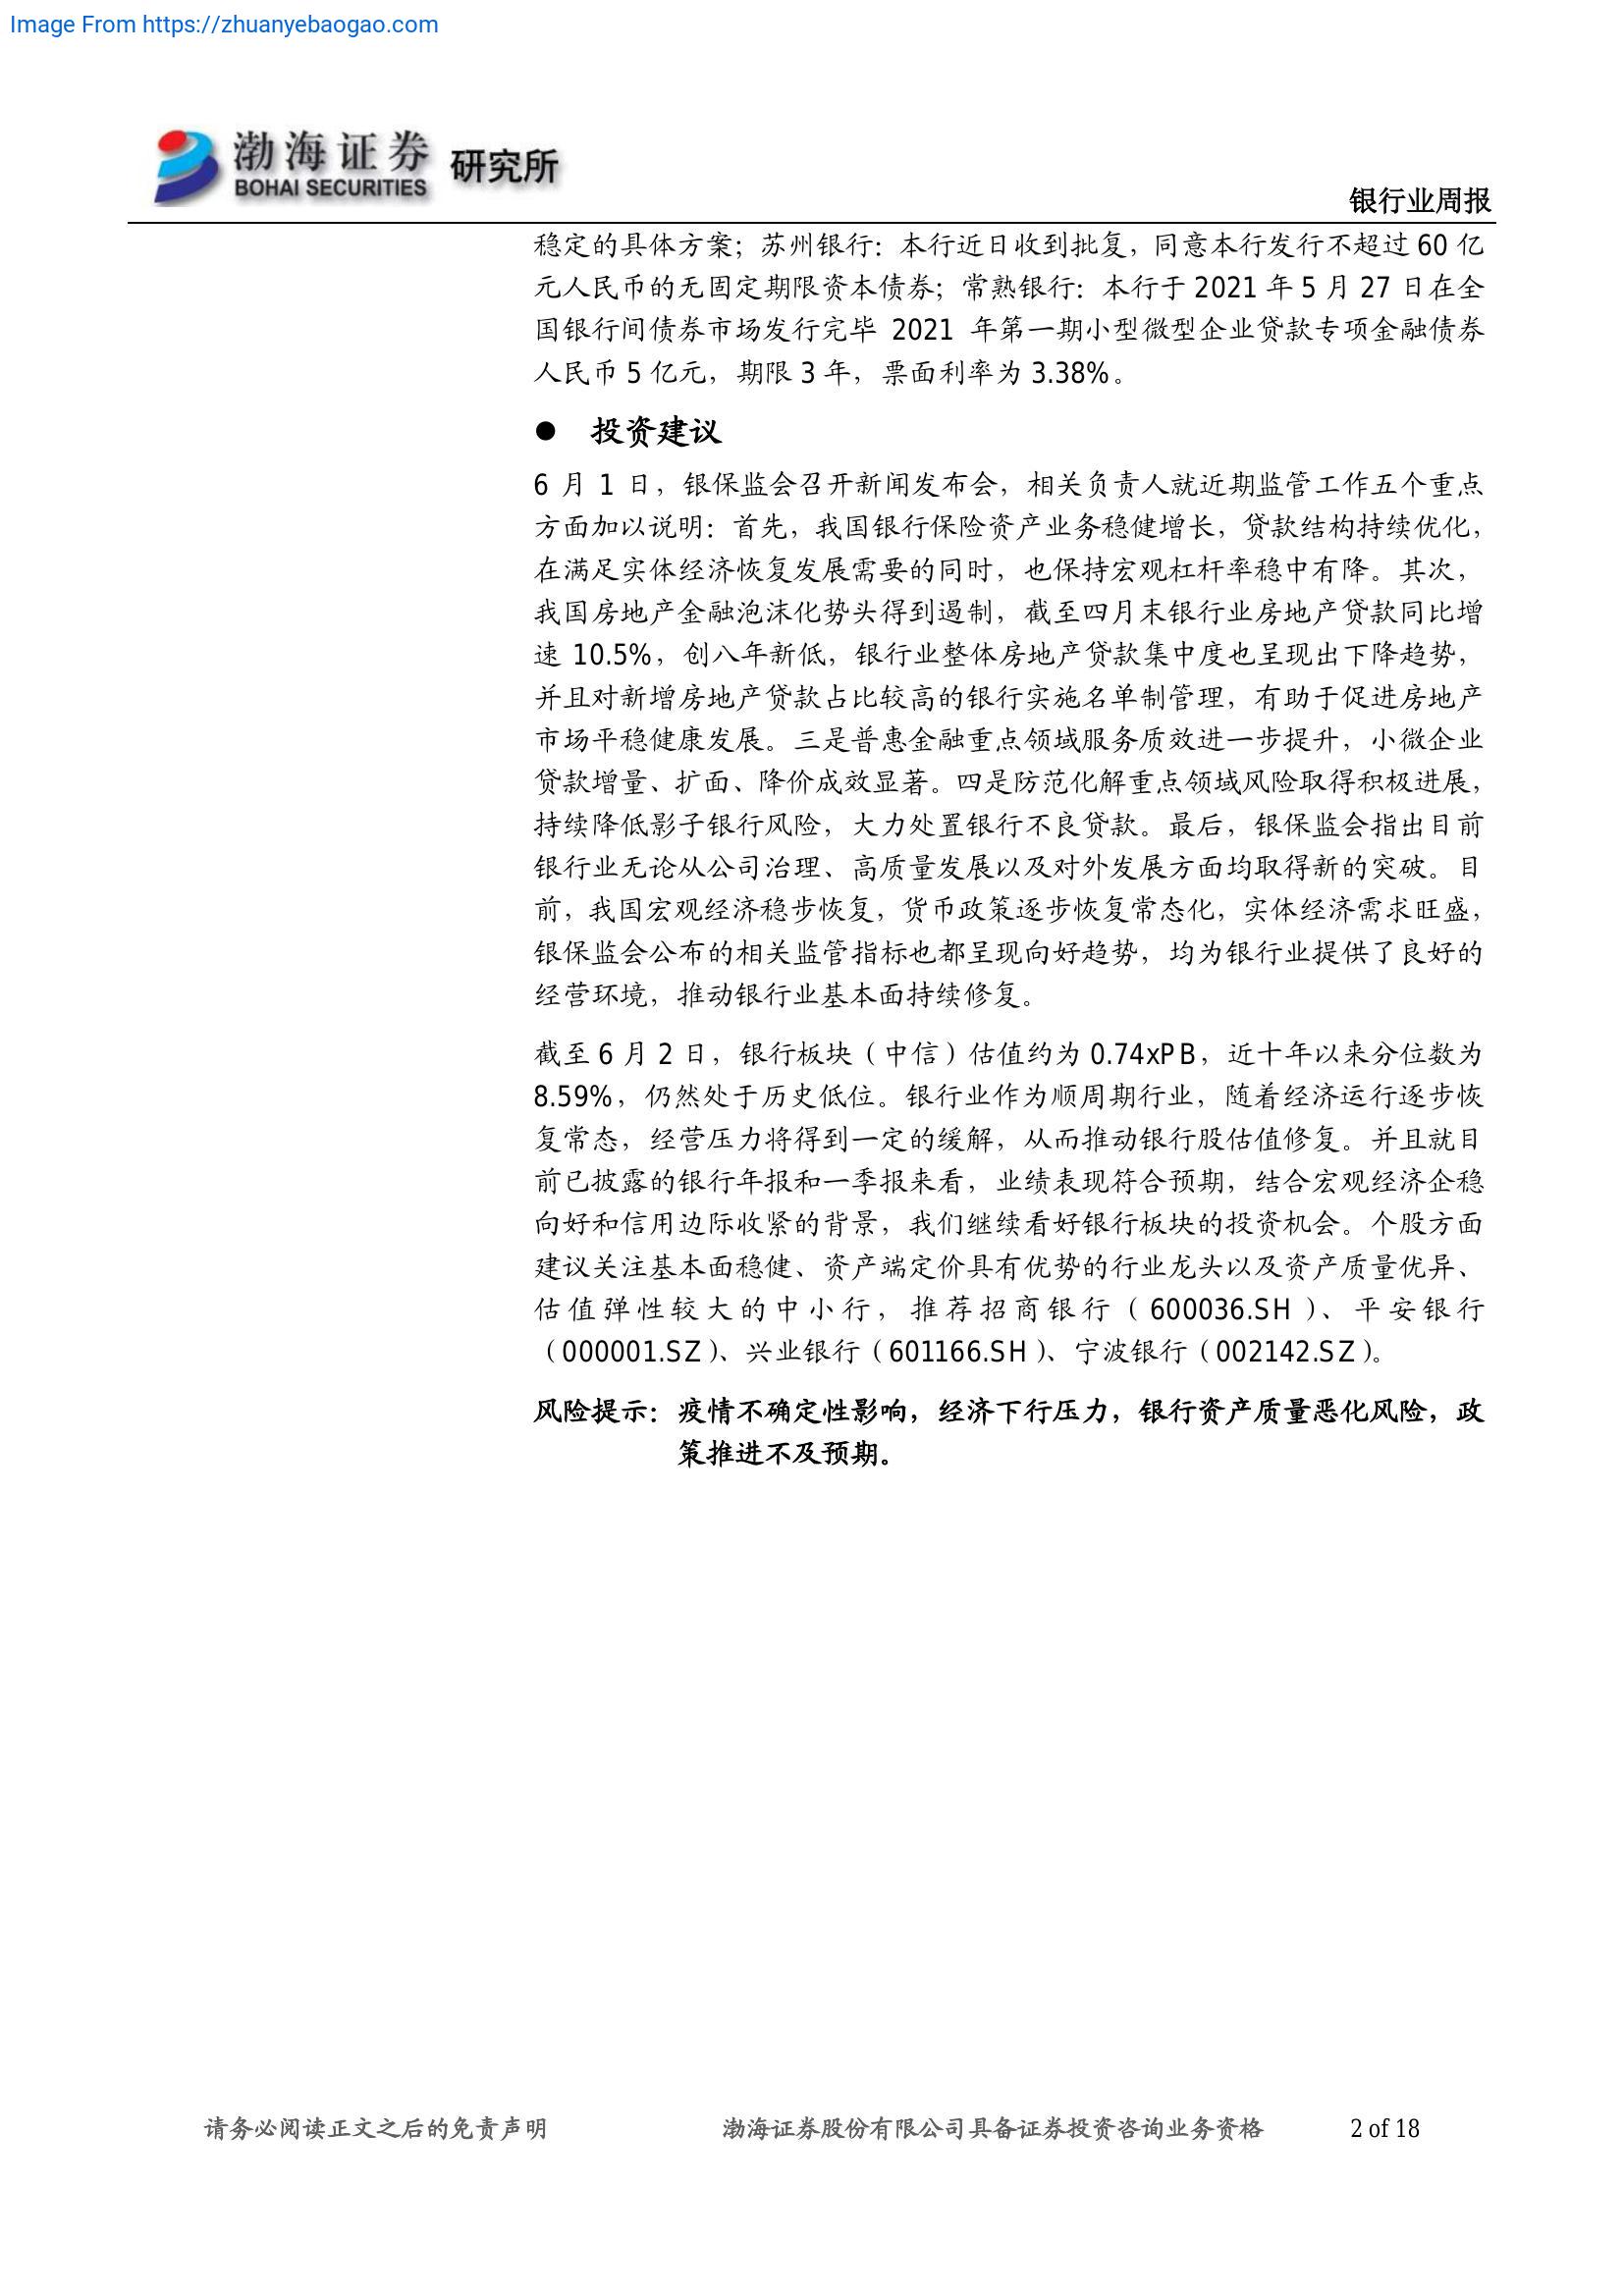 Image From https://zhuanyebaogao.com
渤海证券 研究所
BOHAI SECURITIES
银行业周报
稳定的具体方案；苏州银行：本行近日收到批复，同意本行发行不超过 60 亿
元人民币的无固定期限资本债券；常熟银行：本行于 2021 年 5 月 27 日在全
国银行间债券市场发行完毕 2021 年第一期小型微型企业贷款专项金融债券
人民币 5 亿元，期限 3 年，票面利率为 3.38%。
● 投资建议
6 月 1 日，银保监会召开新闻发布会，相关负责人就近期监管工作五个重点
方面加以说明：首先，我国银行保险资产业务稳健增长，贷款结构持续优化，
在满足实体经济恢复发展需要的同时，也保持宏观杠杆率稳中有降。其次，
我国房地产金融泡沫化势头得到遏制，截至四月末银行业房地产贷款同比增
速 10.5%，创八年新低，银行业整体房地产贷款集中度也呈现出下降趋势，
并且对新增房地产贷款占比较高的银行实施名单制管理，有助于促进房地产
市场平稳健康发展。三是普惠金融重点领域服务质效进一步提升，小微企业
贷款增量、扩面、降价成效显著。四是防范化解重点领域风险取得积极进展，
持续降低影子银行风险，大力处置银行不良贷款。最后，银保监会指出目前
银行业无论从公司治理、高质量发展以及对外发展方面均取得新的突破。目
前，我国宏观经济稳步恢复，货币政策逐步恢复常态化，实体经济需求旺盛，
银保监会公布的相关监管指标也都呈现向好趋势，均为银行业提供了良好的
经营环境，推动银行业基本面持续修复。
截至 6 月 2 日，银行板块（中信）估值约为 0.74xPB，近十年以来分位数为
8.59%，仍然处于历史低位。银行业作为顺周期行业，随着经济运行逐步恢
复常态，经营压力将得到一定的缓解，从而推动银行股估值修复。并且就目
前已披露的银行年报和一季报来看，业绩表现符合预期，结合宏观经济企稳
向好和信用边际收紧的背景，我们继续看好银行板块的投资机会。个股方面
建议关注基本面稳健、资产端定价具有优势的行业龙头以及资产质量优异、
估值弹性较大的中小行，推荐招商银行（600036.SH）、平安银行
（000001.SZ）、兴业银行（601166.SH）、宁波银行（002142.SZ）。
风险提示：疫情不确定性影响，经济下行压力，银行资产质量恶化风险，政
策推进不及预期。
请务必阅读正文之后的免责声明 渤海证券股份有限公司具备证券投资咨询业务资格 2 of 18